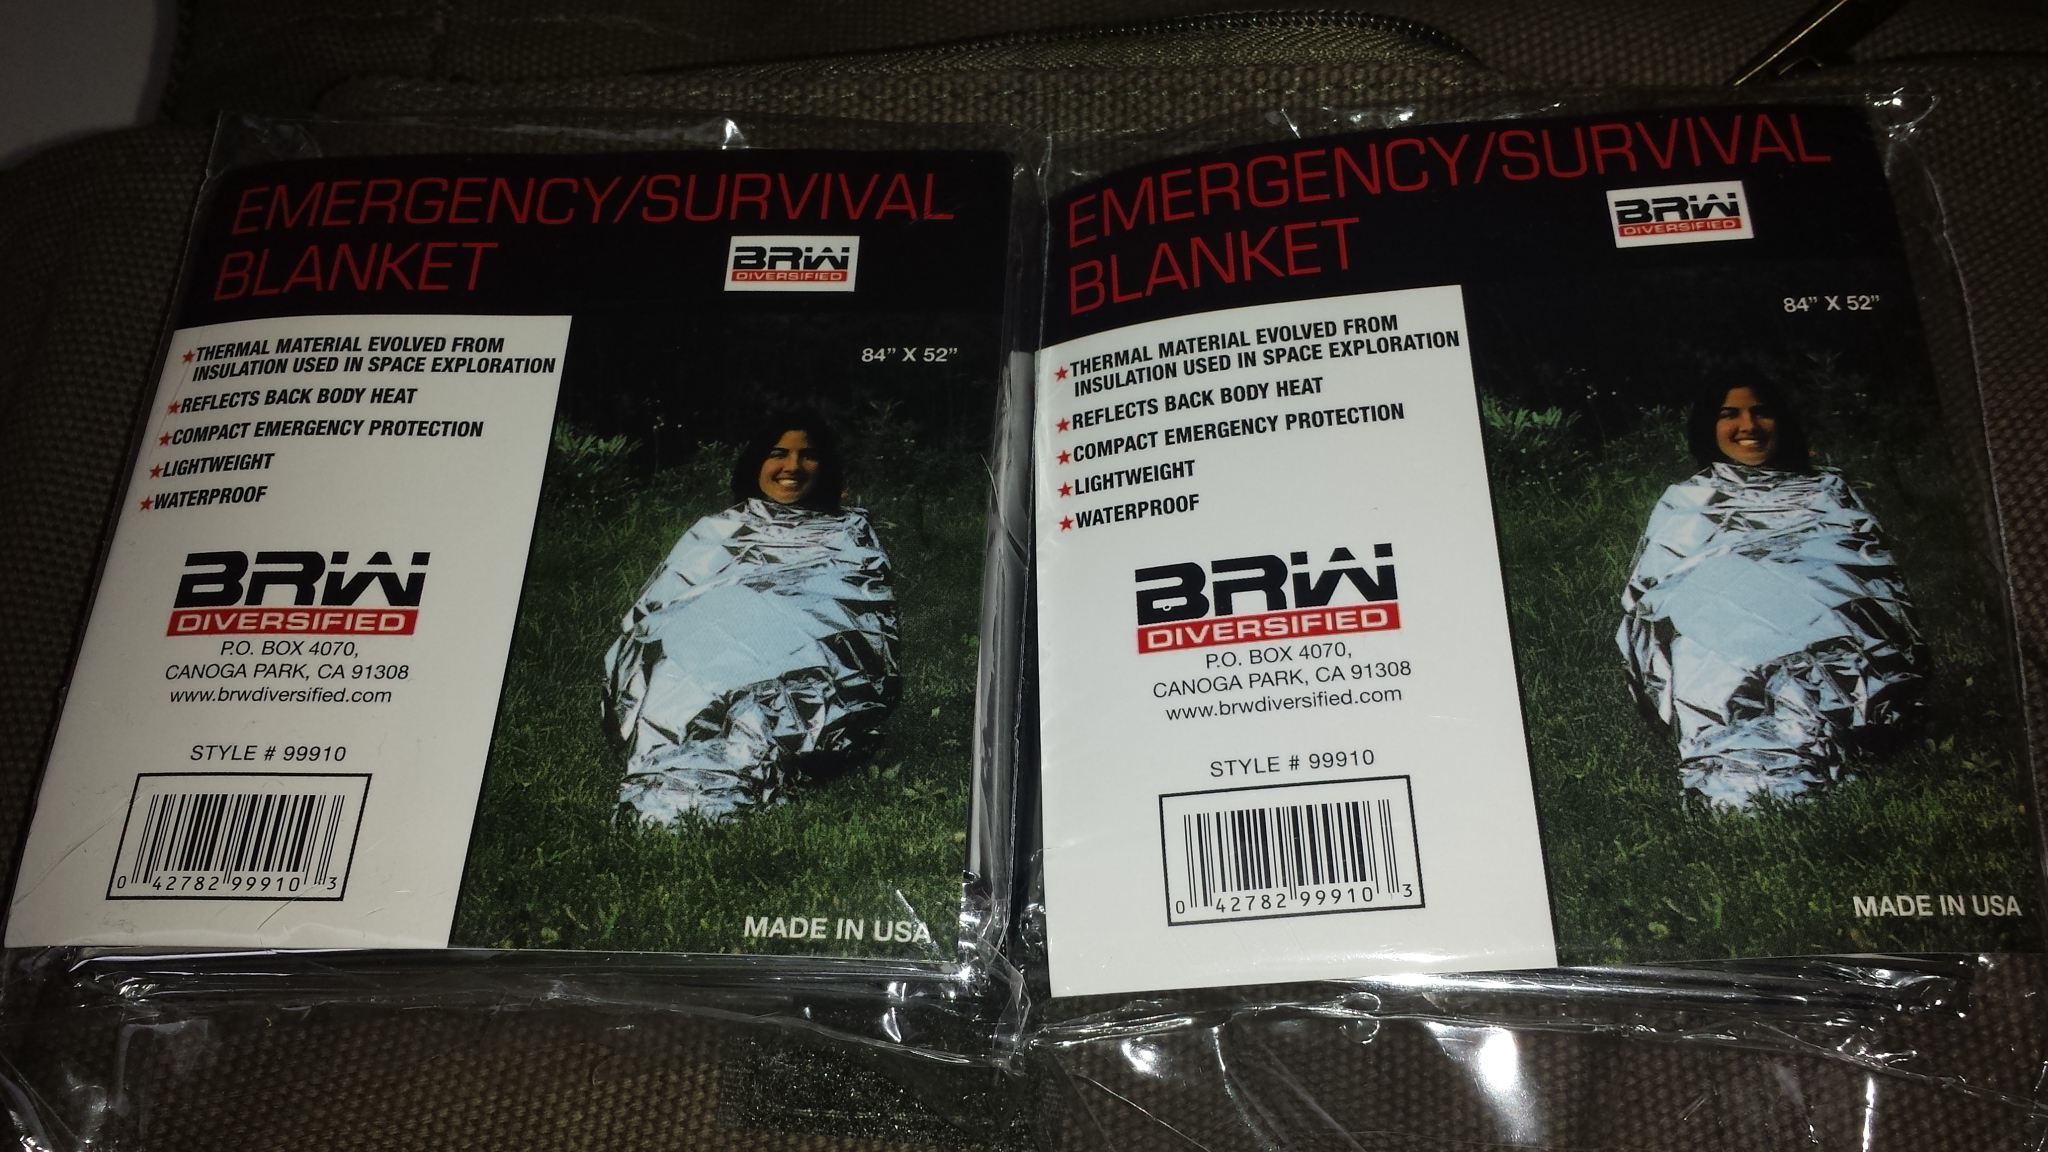 EMERGENCY/SURVIVAL
BLANKET
BRW
DIVERSIFIED
84" X 52"
★THERMAL MATERIAL EVOLVED FROM
INSULATION USED IN SPACE EXPLORATION
★REFLECTS BACK BODY HEAT
★COMPACT EMERGENCY PROTECTION
★LIGHTWEIGHT
★WATERPROOF
BRW
DIVERSIFIED
P.O. BOX 4070,
CANOGA PARK, CA 91308
www.brwdiversified.com
STYLE # 99910
0 42782 99910 3
MADE IN USA
EMERGENCY/SURVIVAL
BLANKET
BRW
DIVERSIFIED
84" X 52"
★THERMAL MATERIAL EVOLVED FROM
INSULATION USED IN SPACE EXPLORATION
★REFLECTS BACK BODY HEAT
★COMPACT EMERGENCY PROTECTION
★LIGHTWEIGHT
★WATERPROOF
BRW
DIVERSIFIED
P.O. BOX 4070,
CANOGA PARK, CA 91308
www.brwdiversified.com
STYLE # 99910
0 42782 99910 3
MADE IN USA